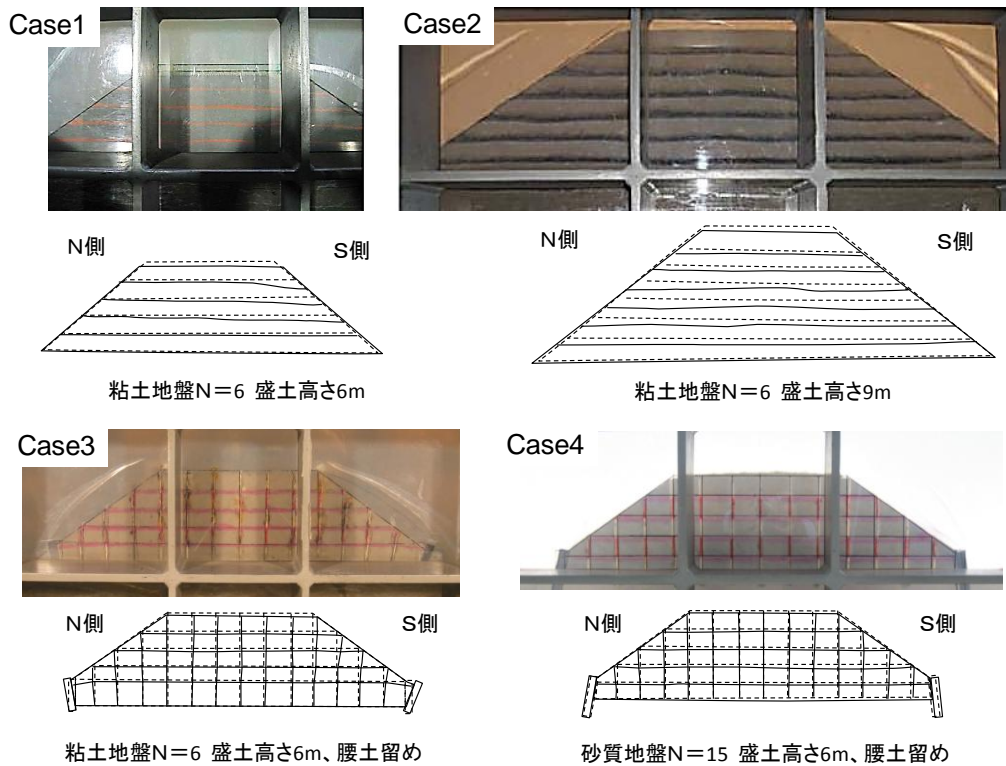 Case1
Case2
N側
S側
N側
S側
粘土地盤N=6 盛土高さ6m
粘土地盤N=6 盛土高さ9m
Case3
Case4
N側
S側
N側
S側
粘土地盤N=6 盛土高さ6m、腰土留め
砂質地盤N=15 盛土高さ6m、腰土留め